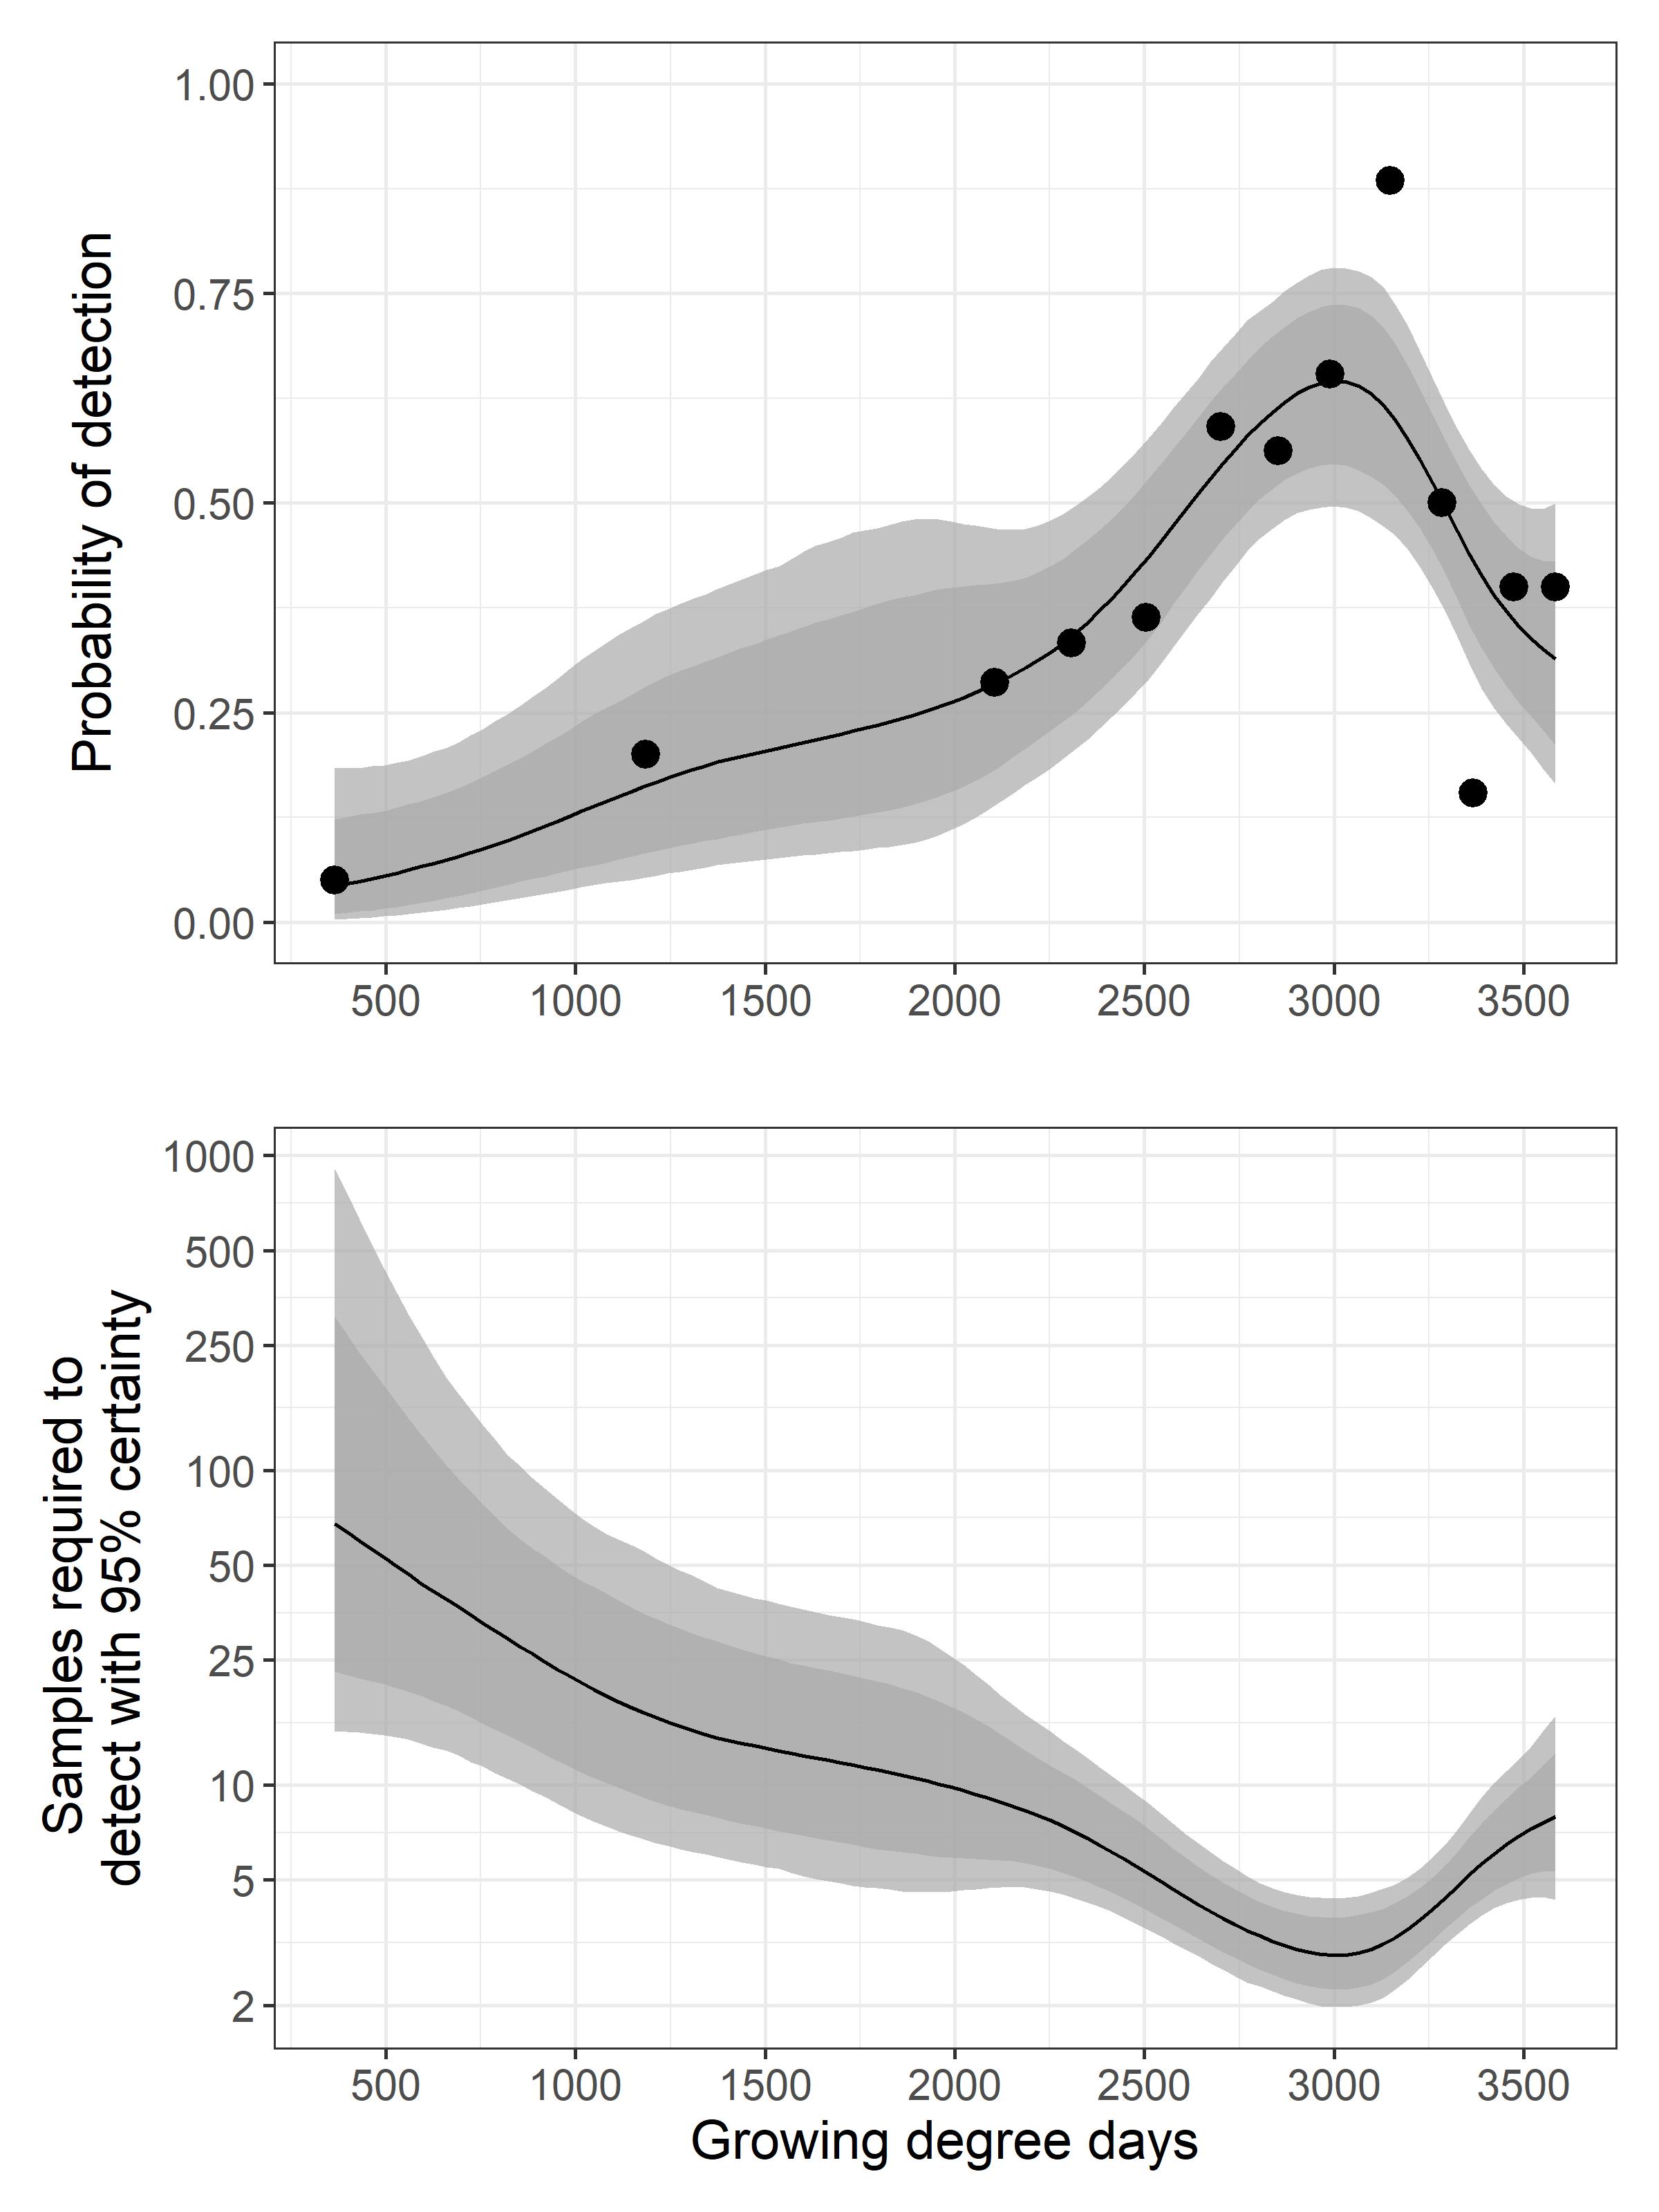 Probability of detection
1.00
0.75
0.50
0.25
0.00
500 1000 1500 2000 2500 3000 3500
Samples required to
detect with 95% certainty
1000
500
250
100
50
25
10
5
2
500 1000 1500 2000 2500 3000 3500
Growing degree days